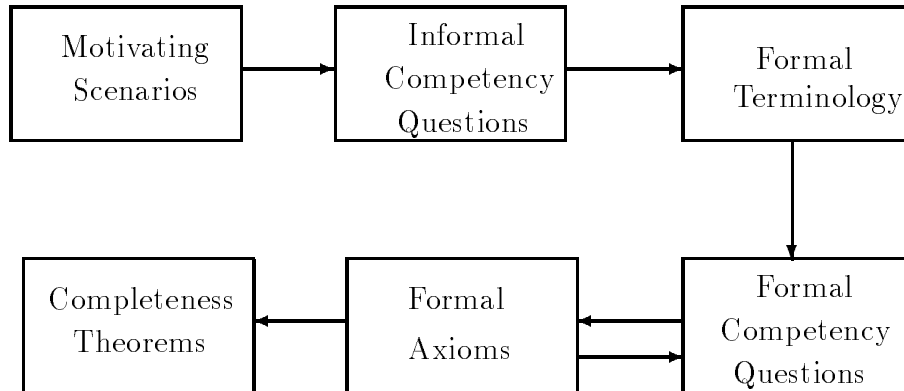 Motivating
Scenarios
Informal
Competency
Questions
Formal
Terminology
Completeness
Theorems
Formal
Axioms
Formal
Competency
Questions